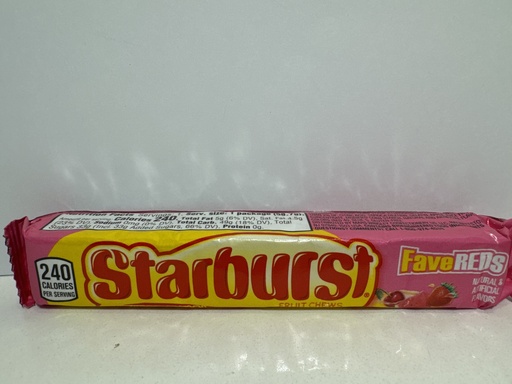 Calories 240, Total Fat 5g (6% DV), Sat. Fat 4.5g
(23% DV), Sodium 0mg (0% DV), Total Carb. 49g (18% DV), Total
Sugars 33g (Incl. 33g Added Sugars, 66% DV), Protein 0g.
240
CALORIES
PER SERVING
Starburst®
FRUIT CHEWS
FaveREDS
NATURAL &
ARTIFICIAL
FLAVORS